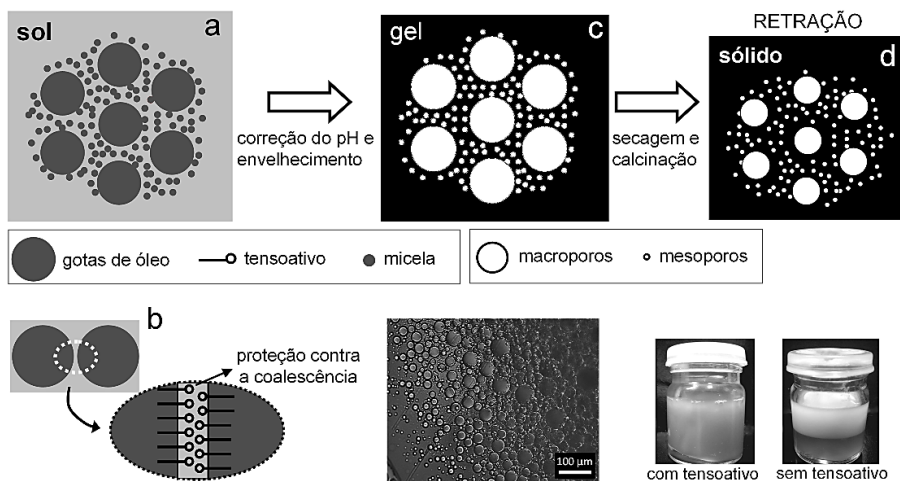 sol
a
correção do pH e
envelhecimento
gel
c
secagem e
calcinação
RETRAÇÃO
sólido
d
gotas de óleo
tensoativo
micela
macroporos
mesoporos
b
proteção contra
a coalescência
100 µm
com tensoativo
sem tensoativo